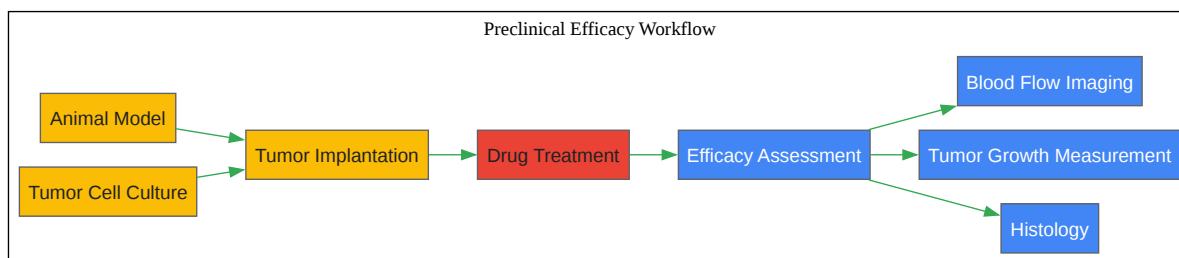 Preclinical Efficacy Workflow
Animal Model
Tumor Cell Culture
Tumor Implantation
Drug Treatment
Efficacy Assessment
Blood Flow Imaging
Tumor Growth Measurement
Histology